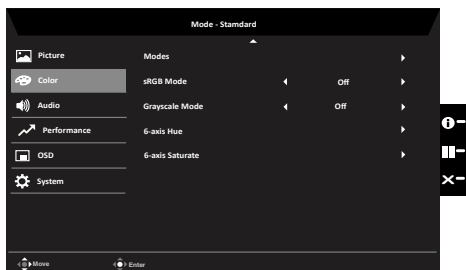 Mode - Stamdard
Picture
Modes
Color
sRGB Mode
Off
Audio
Grayscale Mode
Off
Performance
6-axis Hue
OSD
6-axis Saturate
System
Move
Enter